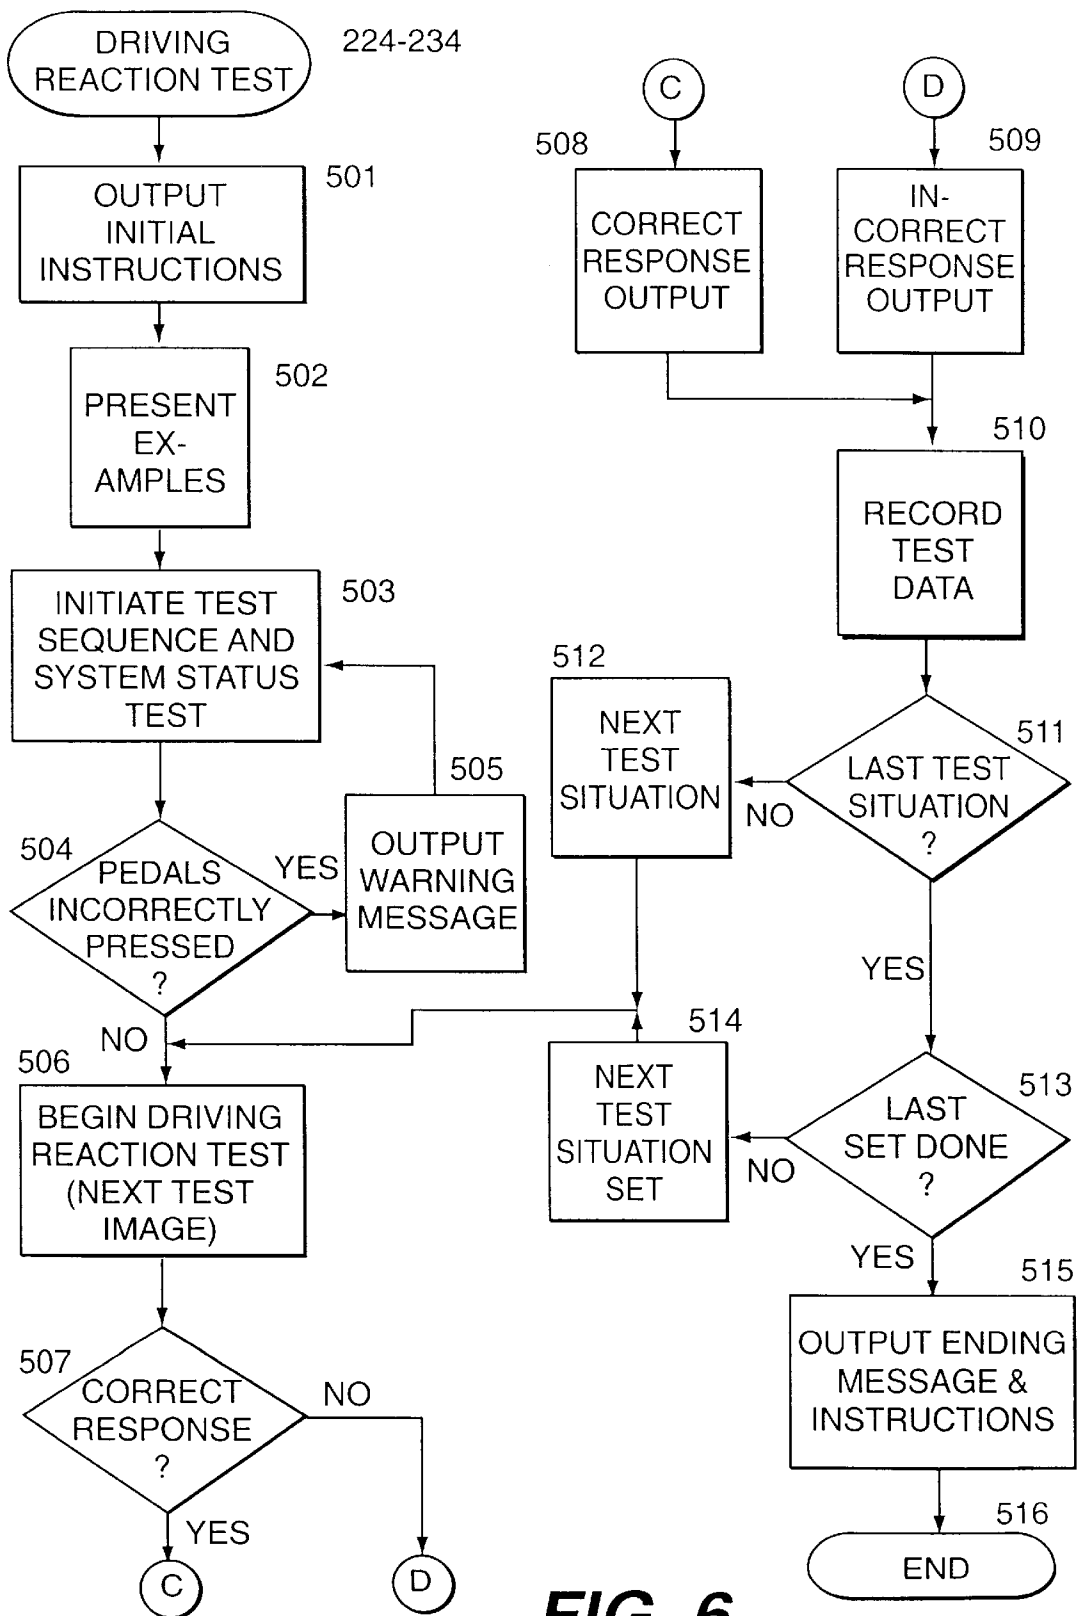 DRIVING
REACTION TEST
224-234
501
OUTPUT
INITIAL
INSTRUCTIONS
502
PRESENT
EX-
AMPLES
503
INITIATE TEST
SEQUENCE AND
SYSTEM STATUS
TEST
504
PEDALS
INCORRECTLY
PRESSED
?
YES
505
OUTPUT
WARNING
MESSAGE
NO
506
BEGIN DRIVING
REACTION TEST
(NEXT TEST
IMAGE)
507
CORRECT
RESPONSE
?
NO
YES
C
D
C
508
CORRECT
RESPONSE
OUTPUT
D
509
IN-
CORRECT
RESPONSE
OUTPUT
510
RECORD
TEST
DATA
511
LAST TEST
SITUATION
?
NO
512
NEXT
TEST
SITUATION
YES
513
LAST
SET DONE
?
NO
514
NEXT
TEST
SITUATION
SET
YES
515
OUTPUT ENDING
MESSAGE &
INSTRUCTIONS
516
END
FIG. 6